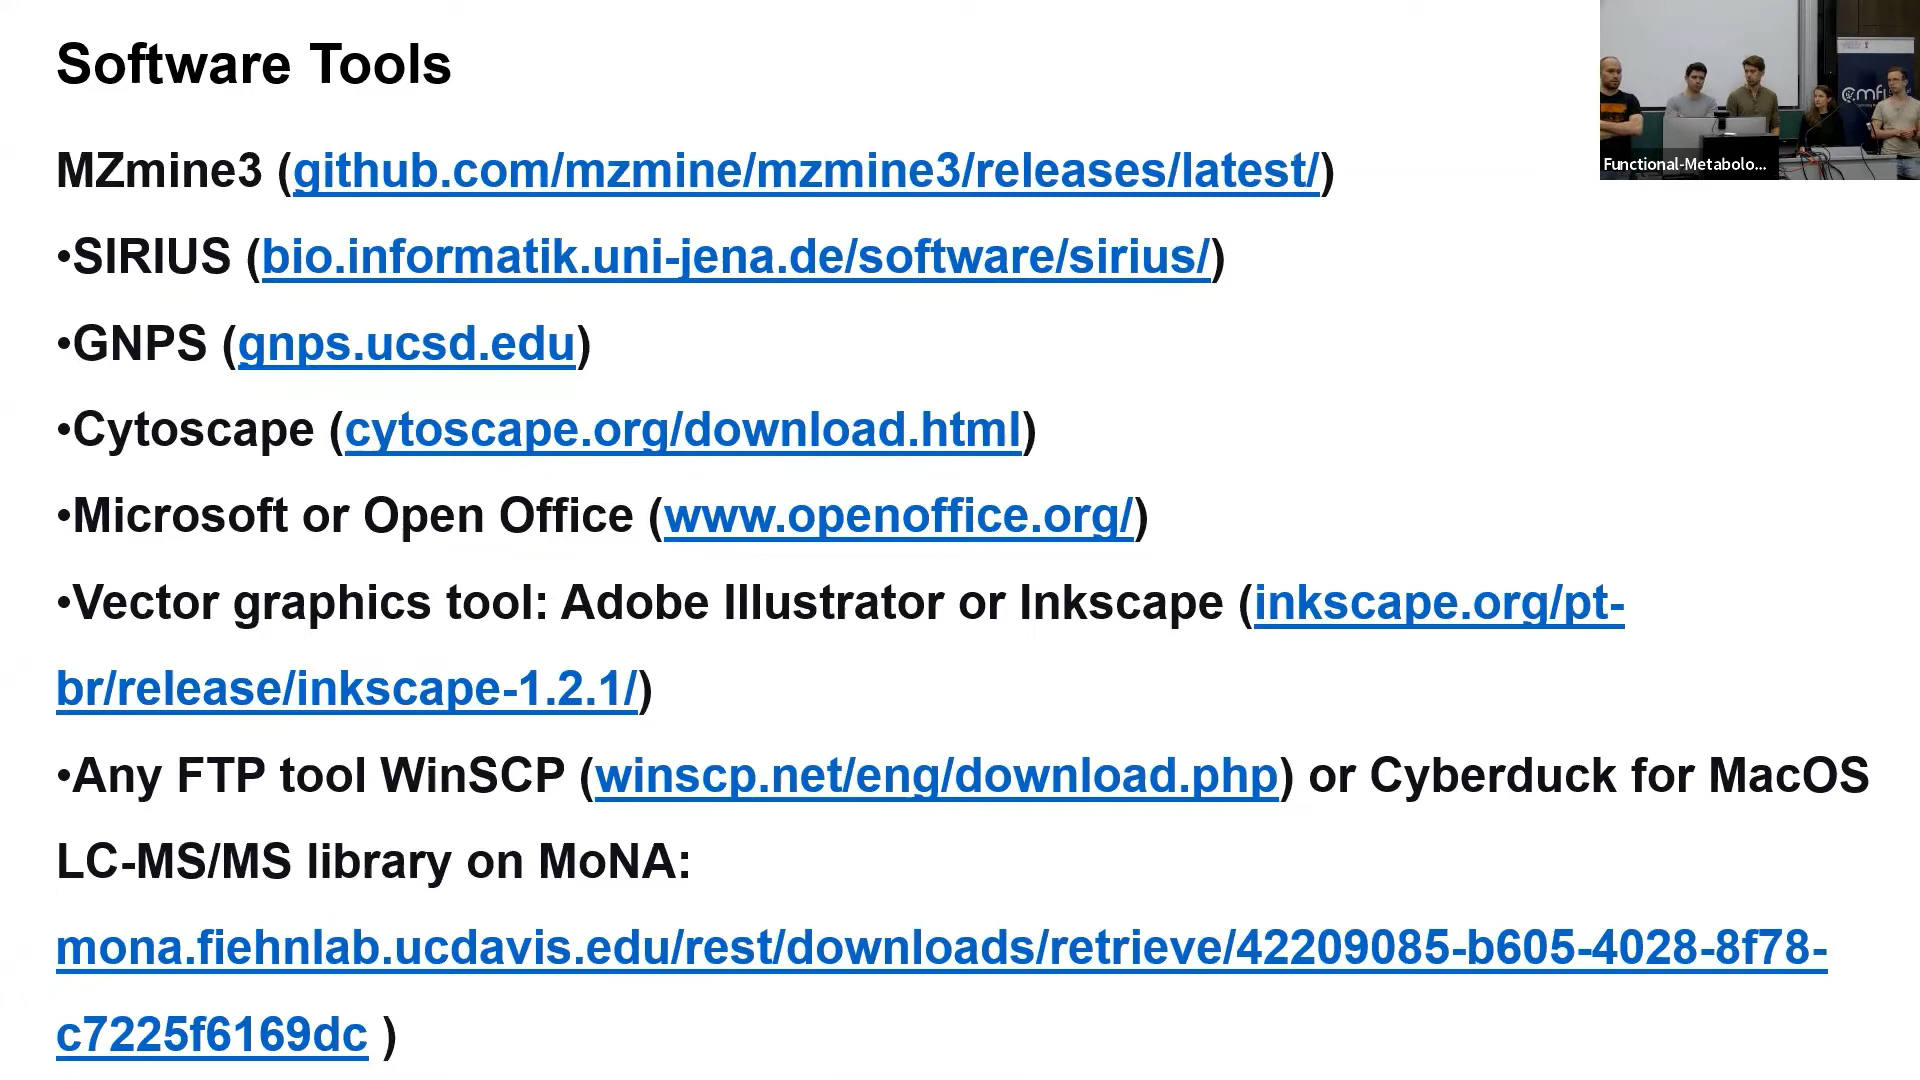 Software Tools
MZmine3 (github.com/mzmine/mzmine3/releases/latest/)
•SIRIUS (bio.informatik.uni-jena.de/software/sirius/)
•GNPS (gnps.ucsd.edu)
•Cytoscape (cytoscape.org/download.html)
•Microsoft or Open Office (www.openoffice.org/)
•Vector graphics tool: Adobe Illustrator or Inkscape (inkscape.org/pt-
br/release/inkscape-1.2.1/)
•Any FTP tool WinSCP (winscp.net/eng/download.php) or Cyberduck for MacOS
LC-MS/MS library on MoNA:
mona.fiehnlab.ucdavis.edu/rest/downloads/retrieve/42209085-b605-4028-8f78-
c7225f6169dc )
cmfi
Functional-Metabolo...